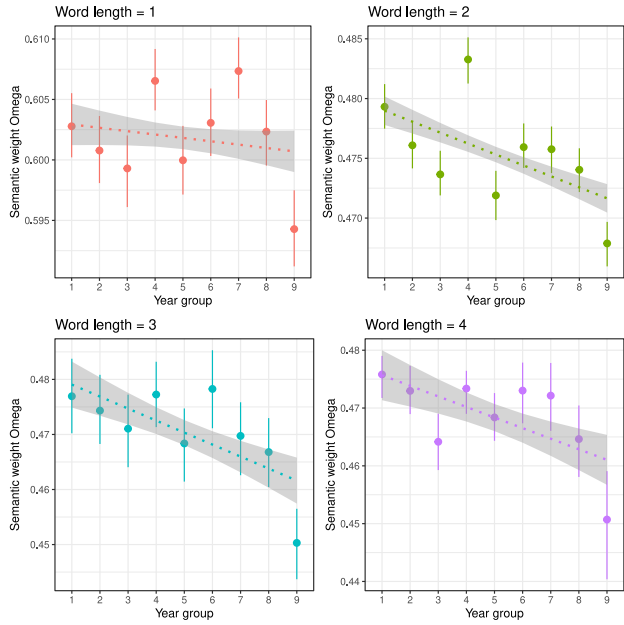 Word length = 1
Semantic weight Omega
0.610
0.605
0.600
0.595
1 2 3 4 5 6 7 8 9
Year group
Word length = 2
Semantic weight Omega
0.485
0.480
0.475
0.470
1 2 3 4 5 6 7 8 9
Year group
Word length = 3
Semantic weight Omega
0.48
0.47
0.46
0.45
1 2 3 4 5 6 7 8 9
Year group
Word length = 4
Semantic weight Omega
0.48
0.47
0.46
0.45
0.44
1 2 3 4 5 6 7 8 9
Year group